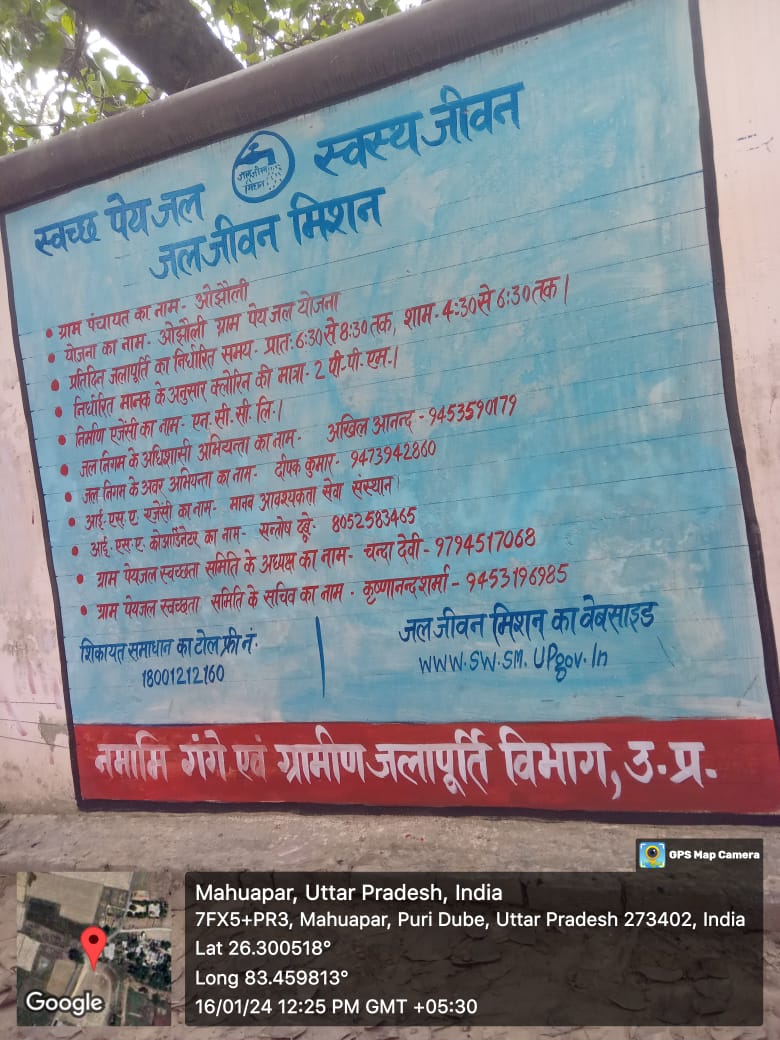 स्वच्छ पेय जल
जल जीवन
मिशन
स्वस्थ जीवन
जल जीवन मिशन
• ग्राम पंचायत का नाम- ओझौली
• योजना का नाम- ओझौली ग्राम पेय जल योजना
• प्रतिदिन जलापूर्ति का निर्धारित समय- प्रातः 6:30 से 8:30 तक, शाम- 4:30 से 6:30 तक।
• निर्धारित मानक के अनुसार क्लोरिन की मात्रा- 2 पी.पी.एम.।
• निर्माण एजेंसी का नाम- एन.सी.सी.लि.।
• जल निगम के अधिशासी अभियन्ता का नाम- अखिल आनन्द - 9453590179
• जल निगम के अवर अभियन्ता का नाम- दीपक कुमार- 9473942860
• आई.एस.ए. एजेंसी का नाम- मानव आवश्यकता सेवा संस्थान।
• आई.एस.ए. कोआर्डिनेटर का नाम- सन्तोष दूबे- 8052583465
• ग्राम पेयजल स्वच्छता समिति के अध्यक्ष का नाम- चन्दा देवी - 9794517068
• ग्राम पेयजल स्वच्छता समिति के सचिव का नाम - कृष्णानन्द शर्मा - 9453196985
शिकायत समाधान का टोल फ्री नं.
18001212160
जल जीवन मिशन का वेबसाइड
www.sw.sm.UPgov.In
नमामि गंगे एवं ग्रामीण जलापूर्ति विभाग, उ.प्र.
GPS Map Camera
Mahuapar, Uttar Pradesh, India
7FX5+PR3, Mahuapar, Puri Dube, Uttar Pradesh 273402, India
Lat 26.300518°
Long 83.459813°
16/01/24 12:25 PM GMT +05:30
Google